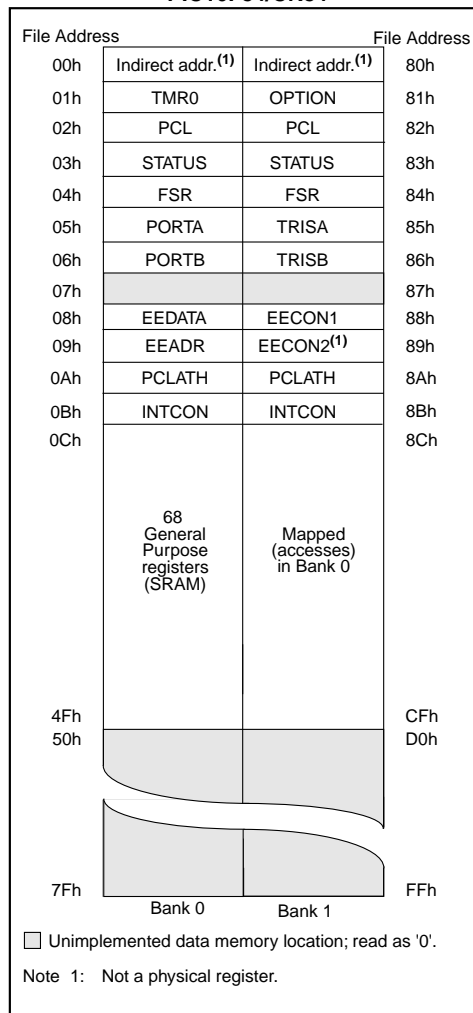 File Address File Address
00h Indirect addr.(1) Indirect addr.(1) 80h
01h TMR0 OPTION 81h
02h PCL PCL 82h
03h STATUS STATUS 83h
04h FSR FSR 84h
05h PORTA TRISA 85h
06h PORTB TRISB 86h
07h 87h
08h EEDATA EECON1 88h
09h EEADR EECON2(1) 89h
0Ah PCLATH PCLATH 8Ah
0Bh INTCON INTCON 8Bh
0Ch 8Ch
68
General
Purpose
registers
(SRAM)
Mapped
(accesses)
in Bank 0
4Fh CFh
50h D0h
7Fh FFh
Bank 0 Bank 1
Unimplemented data memory location; read as '0'.
Note 1: Not a physical register.